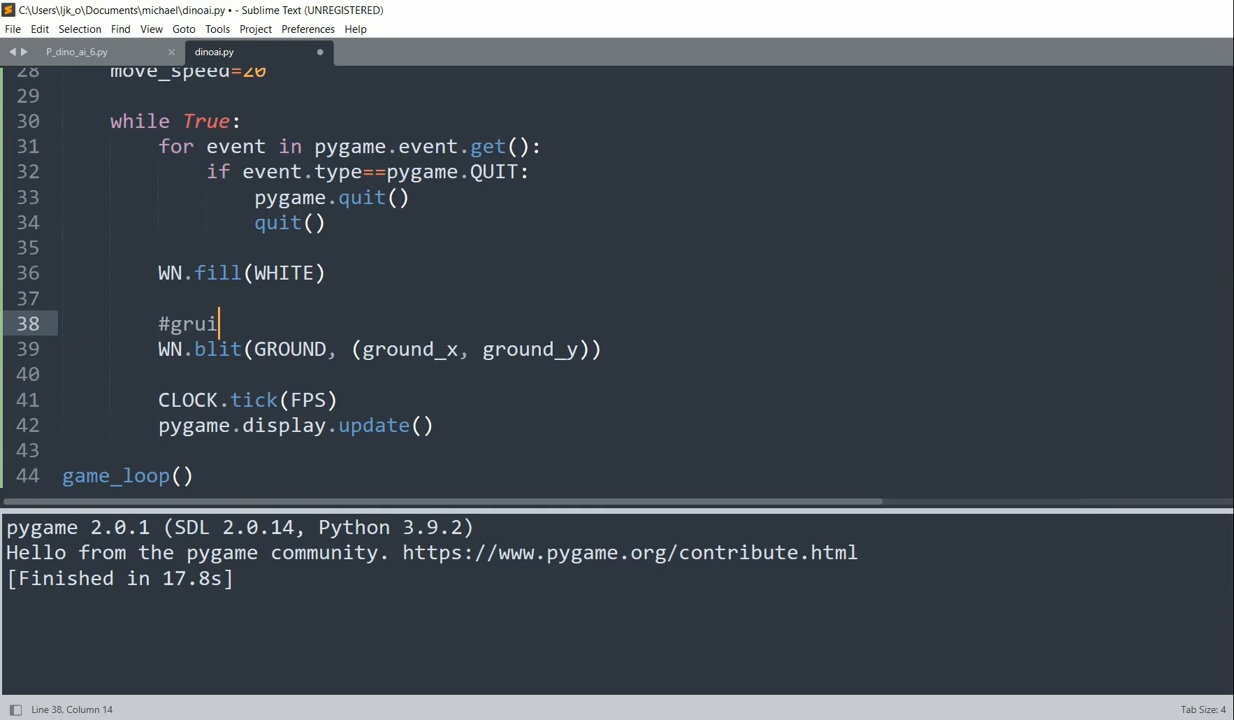 C:\Users\ljk_o\Documents\michael\dinoai.py • - Sublime Text (UNREGISTERED)
File Edit Selection Find View Goto Tools Project Preferences Help
P_dino_ai_6.py dinoai.py
28 move_speed=20
29
30 while True:
31 for event in pygame.event.get():
32 if event.type==pygame.QUIT:
33 pygame.quit()
34 quit()
35
36 WN.fill(WHITE)
37
38 #grui
39 WN.blit(GROUND, (ground_x, ground_y))
40
41 CLOCK.tick(FPS)
42 pygame.display.update()
43
44 game_loop()
pygame 2.0.1 (SDL 2.0.14, Python 3.9.2)
Hello from the pygame community. https://www.pygame.org/contribute.html
[Finished in 17.8s]
Line 38, Column 14 Tab Size: 4